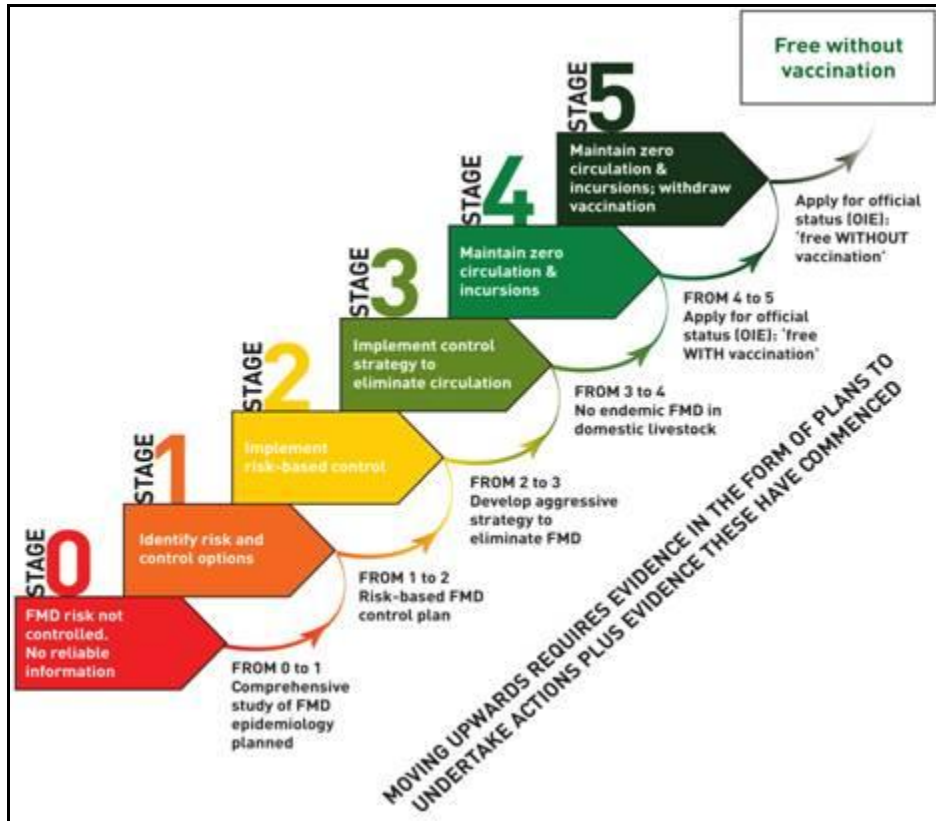 Free without
vaccination
STAGE 5
Maintain zero
circulation &
incursions; withdraw
vaccination
Apply for official
status (OIE):
'free WITHOUT
vaccination'
STAGE 4
Maintain zero
circulation &
incursions
FROM 4 to 5
Apply for official
status (OIE): 'free
WITH vaccination'
STAGE 3
Implement control
strategy to
eliminate circulation
FROM 3 to 4
No endemic FMD in
domestic livestock
STAGE 2
Implement
risk-based control
FROM 2 to 3
Develop aggressive
strategy to
eliminate FMD
STAGE 1
Identify risk and
control options
FROM 1 to 2
Risk-based FMD
control plan
STAGE 0
FMD risk not
controlled.
No reliable
information
FROM 0 to 1
Comprehensive
study of FMD
epidemiology
planned
MOVING UPWARDS REQUIRES EVIDENCE IN THE FORM OF PLANS TO
UNDERTAKE ACTIONS PLUS EVIDENCE THESE HAVE COMMENCED